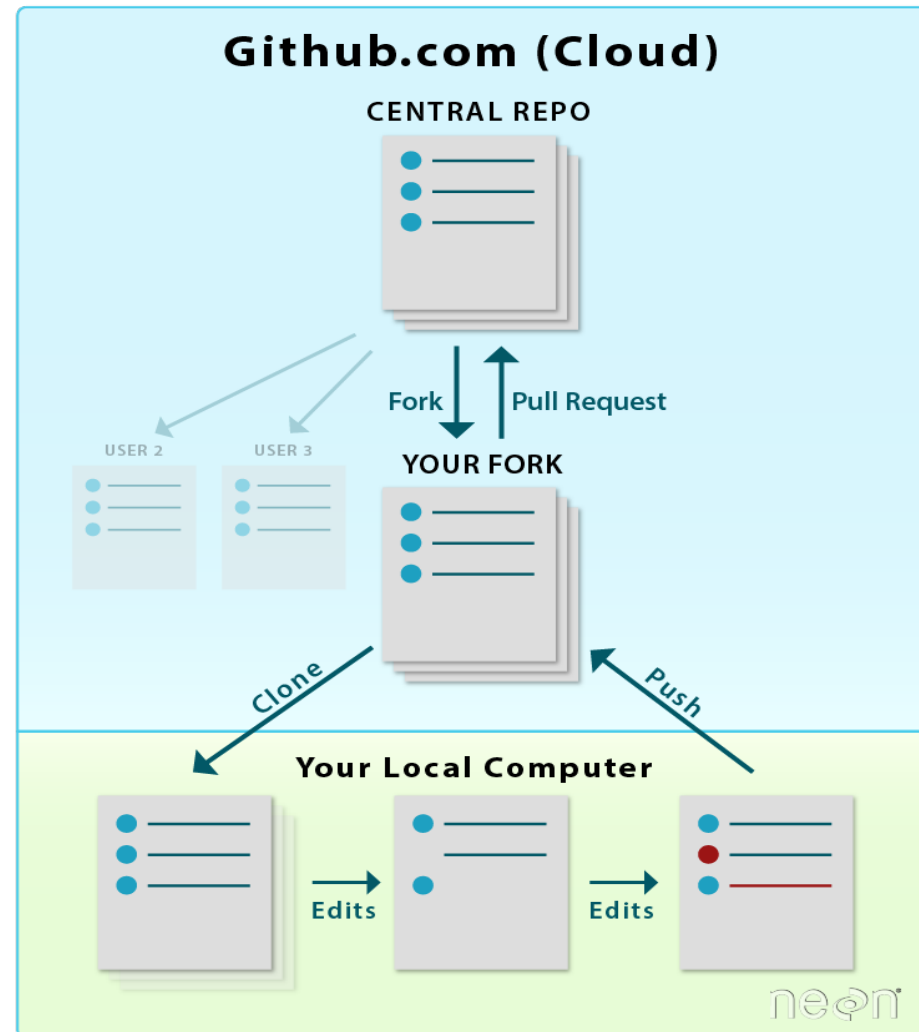 Github.com (Cloud)
CENTRAL REPO
Fork
Pull Request
USER 2
USER 3
YOUR FORK
Clone
Push
Your Local Computer
Edits
Edits
neon